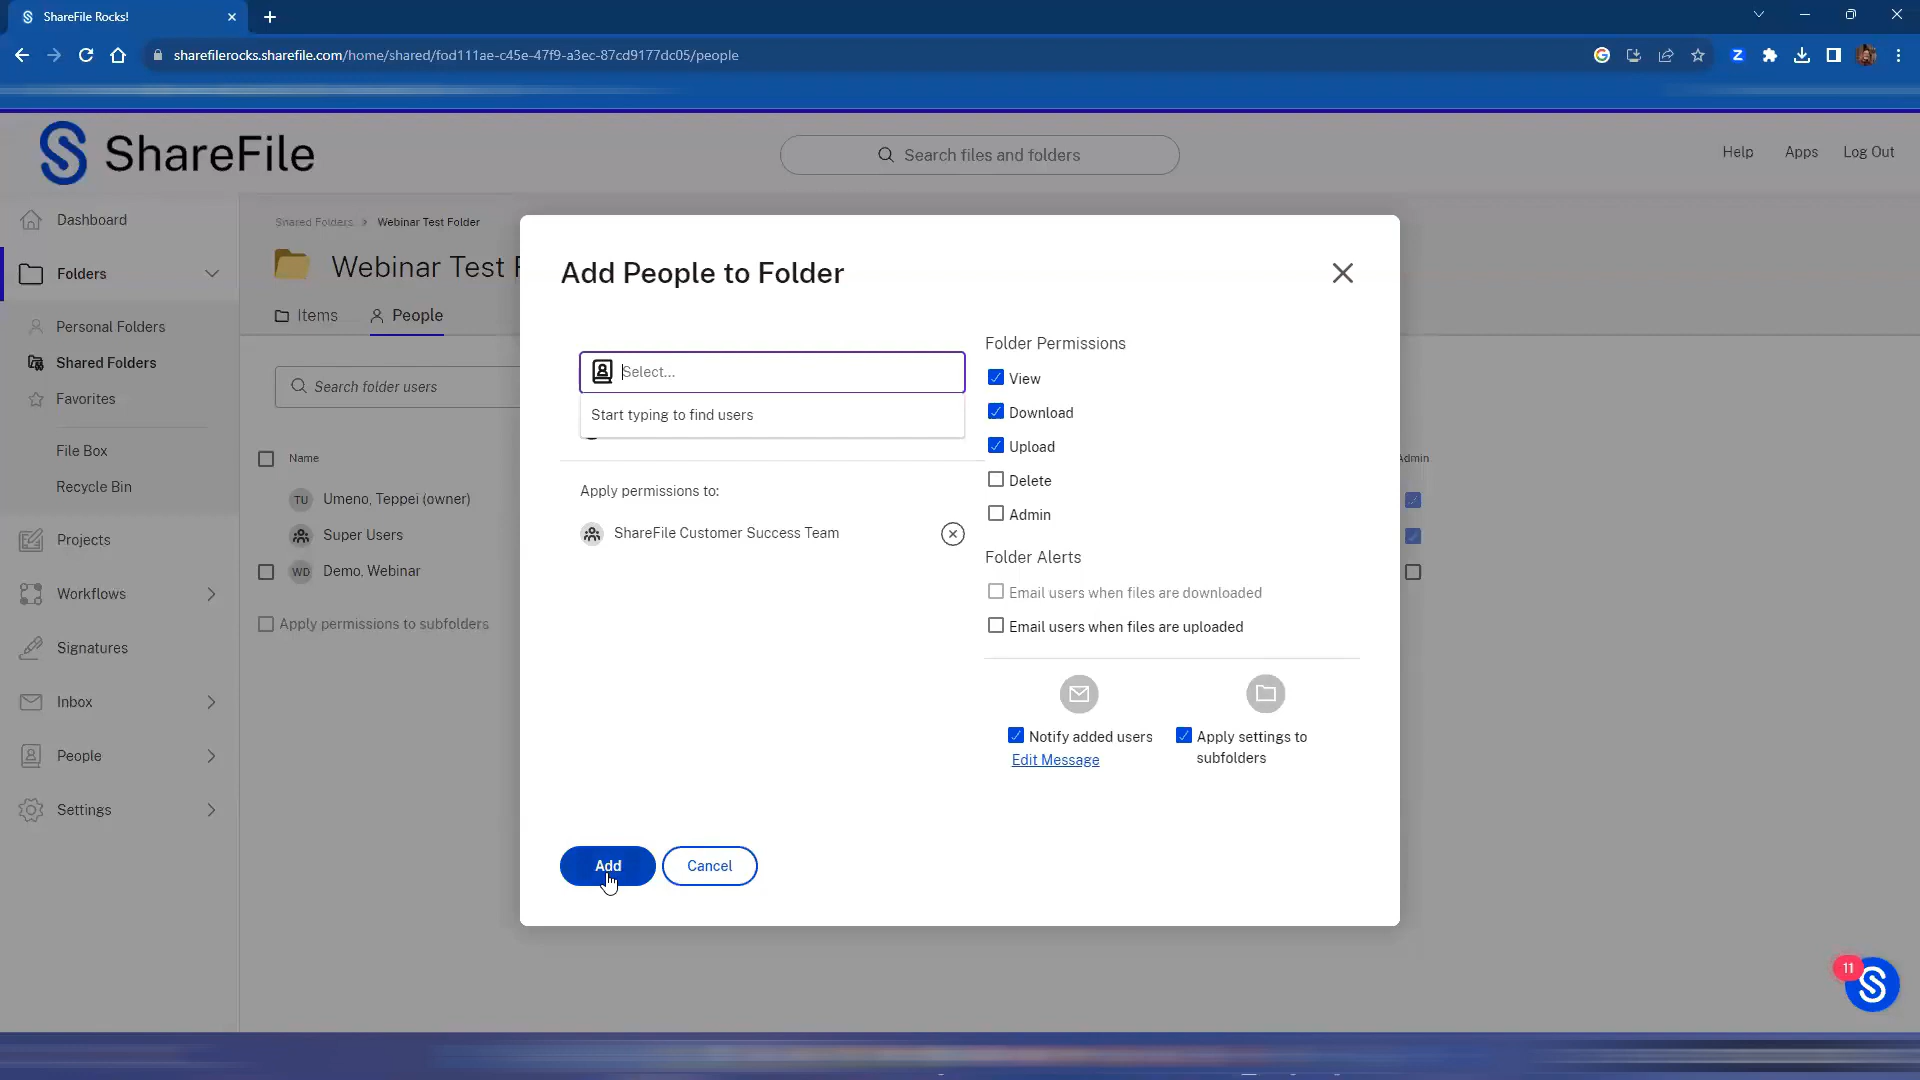 ShareFile Rocks!
sharefilerocks.sharefile.com/home/shared/fod111ae-c45e-47f9-a3ec-87cd9177dc05/people
Z
ShareFile
Search files and folders
Help
Apps
Log Out
Dashboard
Folders
Personal Folders
Shared Folders
Favorites
File Box
Recycle Bin
Projects
Workflows
Signatures
Inbox
People
Settings
Shared Folders > Webinar Test Folder
Webinar Test F
Items
People
Search folder users
Name
TU Umeno, Teppei (owner)
Super Users
WD Demo, Webinar
Apply permissions to subfolders
Admin
Add People to Folder
Select...
Start typing to find users
Apply permissions to:
ShareFile Customer Success Team
Folder Permissions
View
Download
Upload
Delete
Admin
Folder Alerts
Email users when files are downloaded
Email users when files are uploaded
Notify added users
Edit Message
Apply settings to
subfolders
Add
Cancel
11